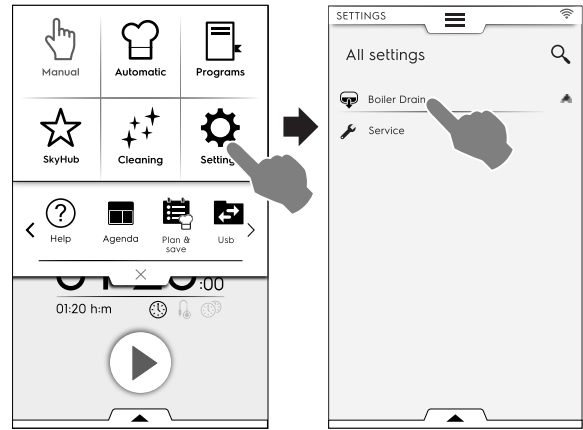 Manual
Automatic
Programs
SkyHub
Cleaning
Setting
Help
Agenda
Plan &
save
Usb
:00
01:20 h:m
SETTINGS
All settings
Boiler Drain
Service